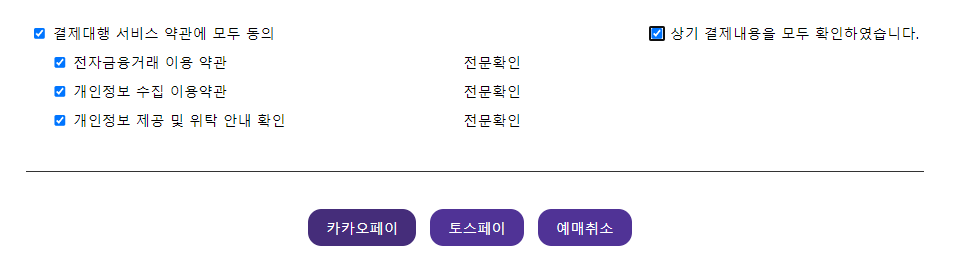 결제대행 서비스 약관에 모두 동의 상기 결제내용을 모두 확인하였습니다.
전자금융거래 이용 약관 전문확인
개인정보 수집 이용약관 전문확인
개인정보 제공 및 위탁 안내 확인 전문확인
카카오페이 토스페이 예매취소